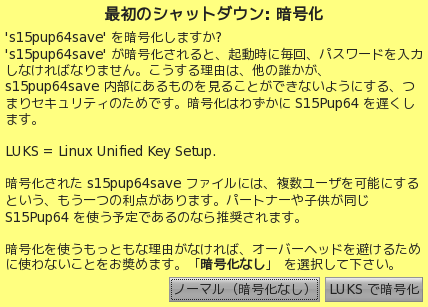 最初のシャットダウン: 暗号化
's15pup64save' を暗号化しますか?
's15pup64save' が暗号化されると、起動時に毎回、パスワードを入力
しなければなりません。こうする理由は、他の誰かが、
s15pup64save 内部にあるものを見ることができないようにする、つ
まりセキュリティのためです。暗号化はわずかに S15Pup64 を遅くし
ます。
LUKS = Linux Unified Key Setup.
暗号化された s15pup64save ファイルには、複数ユーザを可能にする
という、もう一つの利点があります。パートナーや子供が同じ
S15Pup64 を使う予定であるのなら推奨されます。
暗号化を使うもっともな理由がなければ、オーバーヘッドを避けるため
に使わないことをお奨めます。「暗号化なし」 を選択して下さい。
ノーマル（暗号化なし） LUKS で暗号化